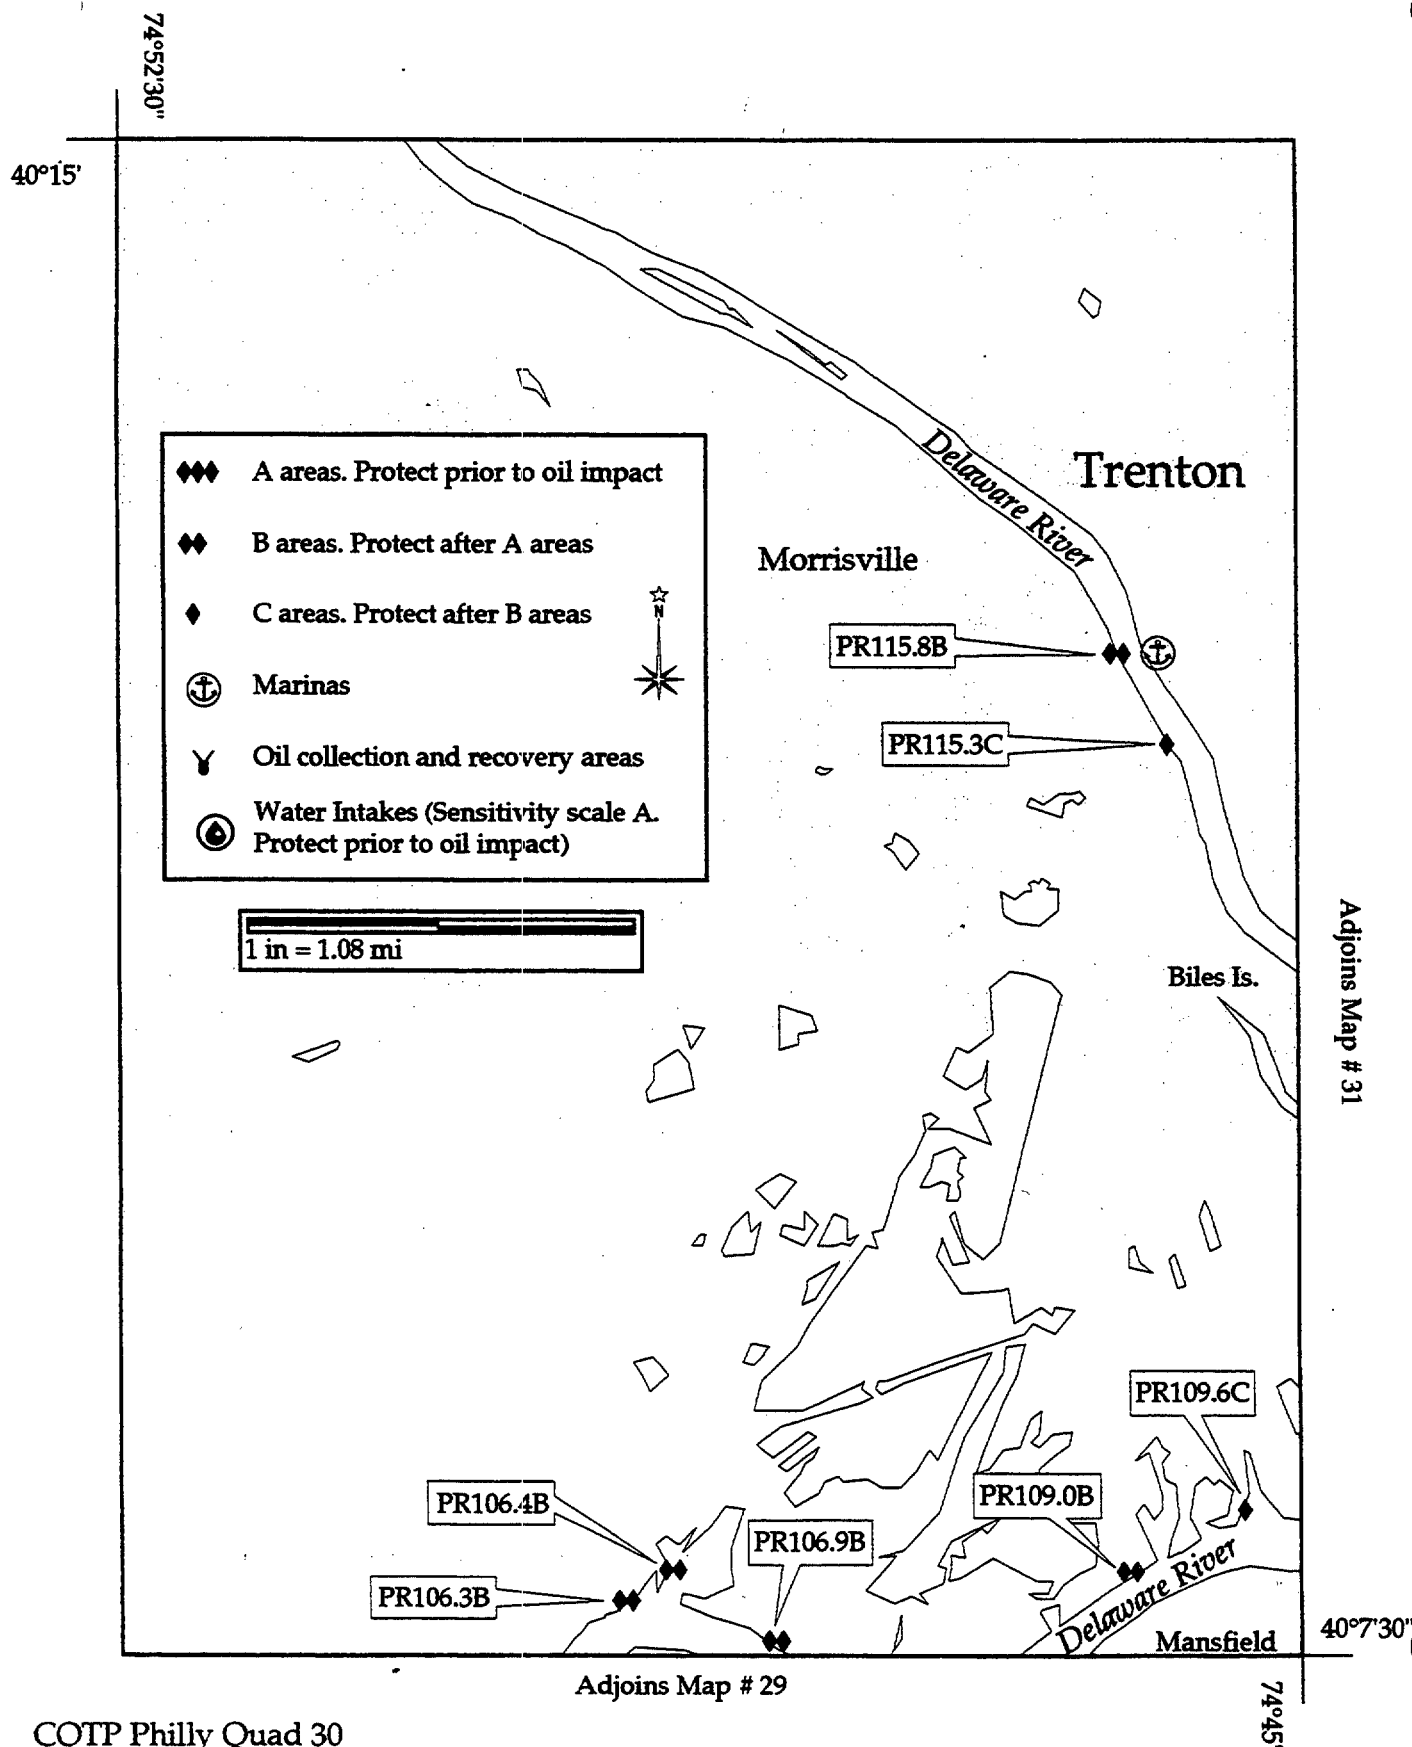 74°52'30"
40°15'
Delaware River
Trenton
A areas. Protect prior to oil impact
B areas. Protect after A areas
Morrisville
C areas. Protect after B areas
N
PR115.8B
Marinas
PR115.3C
Oil collection and recovery areas
Water Intakes (Sensitivity scale A.
Protect prior to oil impact)
1 in = 1.08 mi
Biles Is.
Adjoins Map # 31
PR109.6C
PR106.4B
PR109.0B
PR106.9B
PR106.3B
Delaware River
Mansfield
40°7'30"
Adjoins Map # 29
74°45'
COTP Philly Quad 30